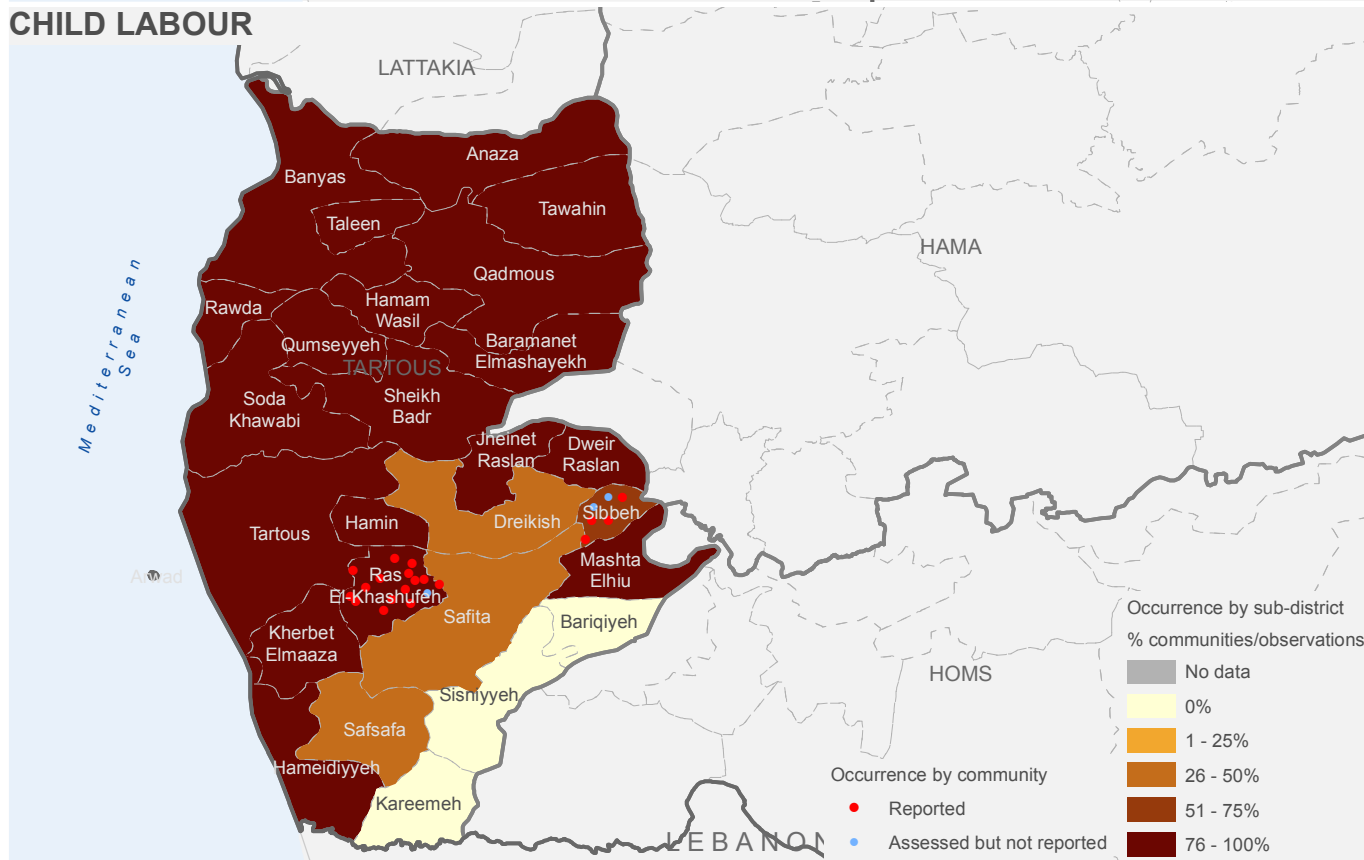 CHILD LABOUR
LATTAKIA
Anaza
Banyas
Tawahin
Taleen
HAMA
Qadmous
Mediterranean
Sea
Rawda
Hamam
Wasil
Qumseyyeh
Baramanet
Elmashayekh
TARTOUS
Soda
Khawabi
Sheikh
Badr
Jheinet
Raslan
Dweir
Raslan
Sibbeh
Hamin
Dreikish
Tartous
Mashta
Elhiu
Arwad
Ras
El-Khashufeh
Safita
Bariqiyeh
Kherbet
Elmaaza
HOMS
Sisniyyeh
Safsafa
Hameidiyyeh
Kareemeh
LEBANON
Occurrence by community
Reported
Assessed but not reported
Occurrence by sub-district
% communities/observations
No data
0%
1 - 25%
26 - 50%
51 - 75%
76 - 100%